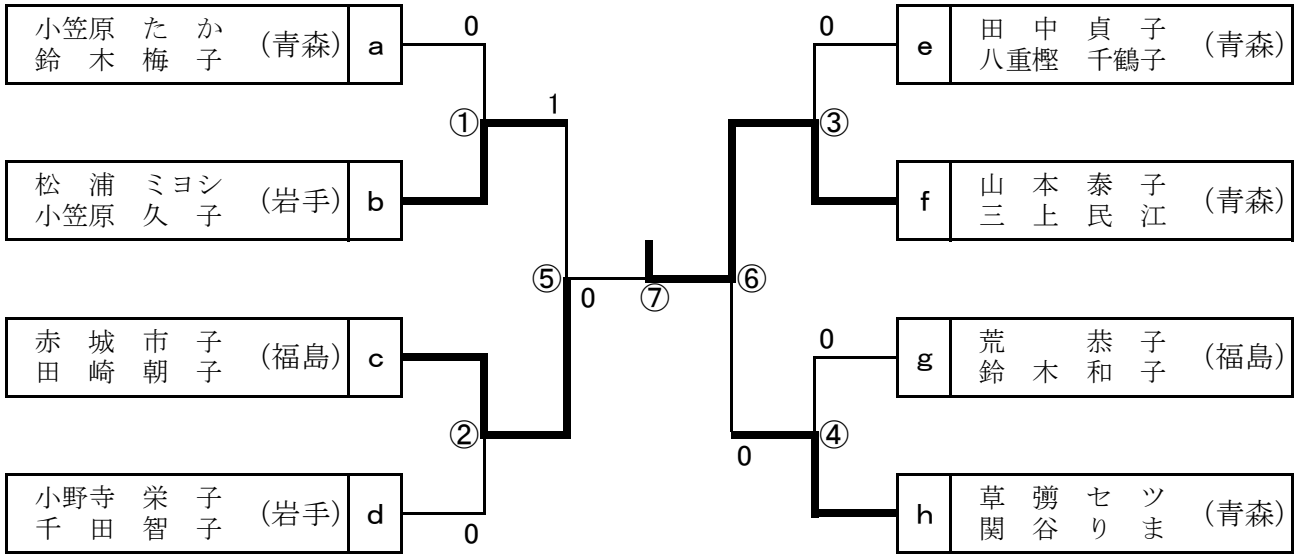 小笠原 た か
鈴 木 梅 子
(青森)
a
0
①
1
松 浦 ミヨシ
小笠原 久 子
(岩手)
b
⑤
0
赤 城 市 子
田 崎 朝 子
(福島)
c
②
小野寺 栄 子
千 田 智 子
(岩手)
d
0
⑦
0
e
田 中 貞 子
八重樫 千鶴子
(青森)
③
f
山 本 泰 子
三 上 民 江
(青森)
⑥
0
g
荒 恭 子
鈴 木 和 子
(福島)
④
0
h
草 彅 セ ツ
関 谷 り ま
(青森)